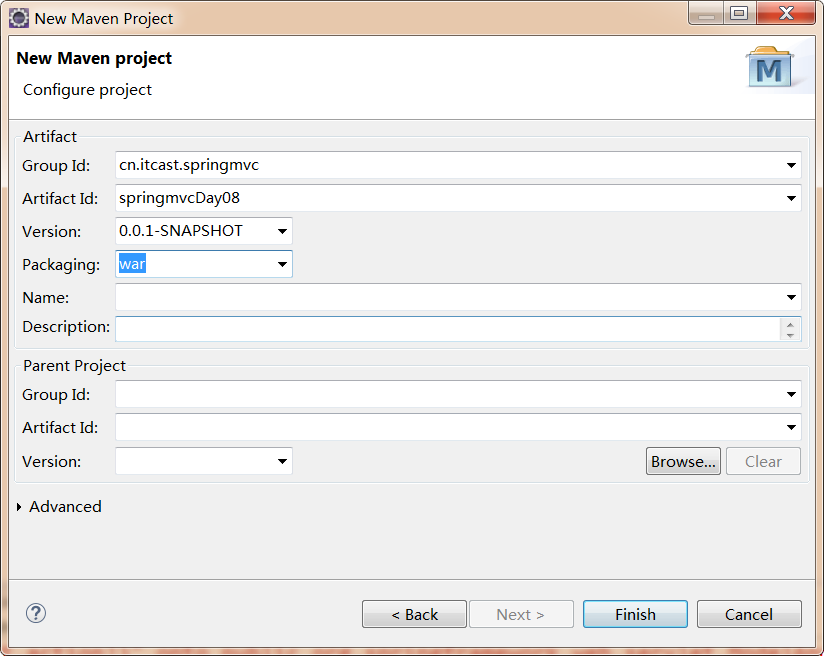 New Maven Project
New Maven project
Configure project
M
Artifact
Group Id: cn.itcast.springmvc
Artifact Id: springmvcDay08
Version: 0.0.1-SNAPSHOT
Packaging: war
Name:
Description:
Parent Project
Group Id:
Artifact Id:
Version: Browse... Clear
Advanced
? < Back Next > Finish Cancel